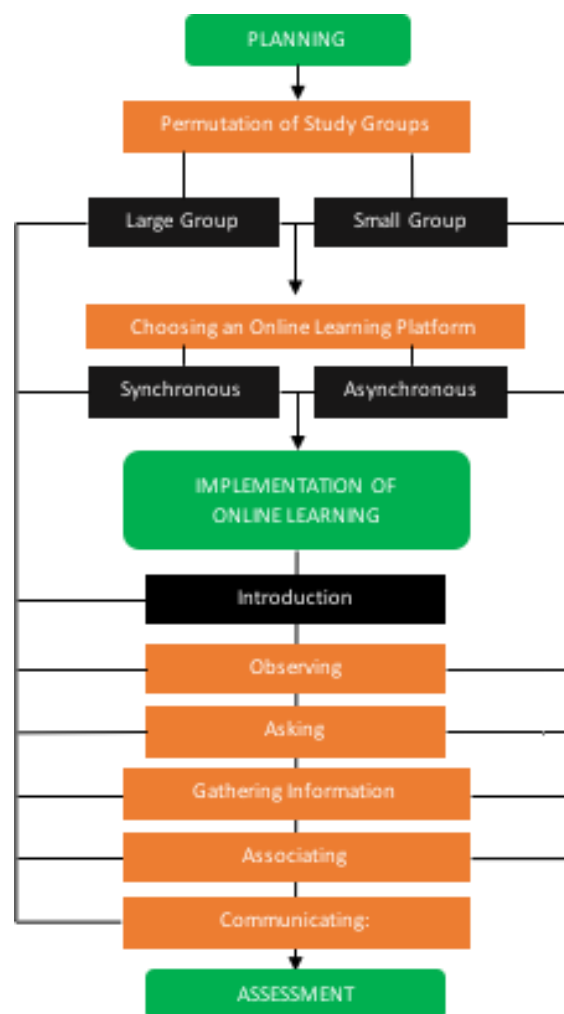 PLANNING
Permutation of Study Groups
Large Group
Small Group
Choosing an Online Learning Platform
Synchronous
Asynchronous
IMPLEMENTATION OF
ONLINE LEARNING
Introduction
Observing
Asking
Gathering Information
Associating
Communicating:
ASSESSMENT